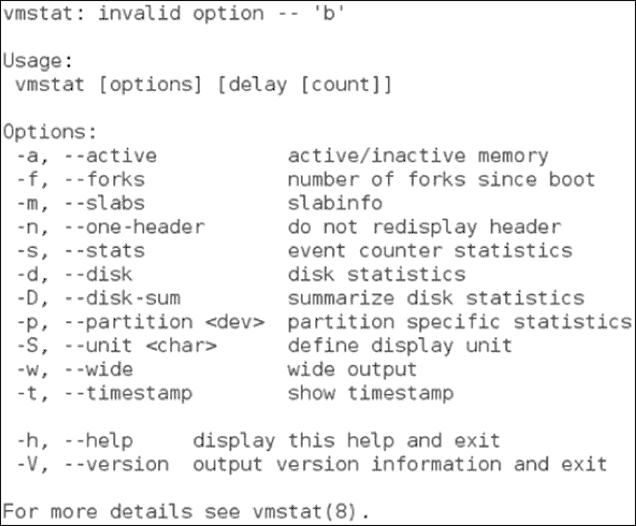 vmstat: invalid option -- 'b'

Usage:
 vmstat [options] [delay [count]]

Options:
 -a, --active           active/inactive memory
 -f, --forks            number of forks since boot
 -m, --slabs            slabinfo
 -n, --one-header       do not redisplay header
 -s, --stats            event counter statistics
 -d, --disk             disk statistics
 -D, --disk-sum         summarize disk statistics
 -p, --partition <dev>  partition specific statistics
 -S, --unit <char>      define display unit
 -w, --wide             wide output
 -t, --timestamp        show timestamp

 -h, --help     display this help and exit
 -V, --version  output version information and exit

For more details see vmstat(8).